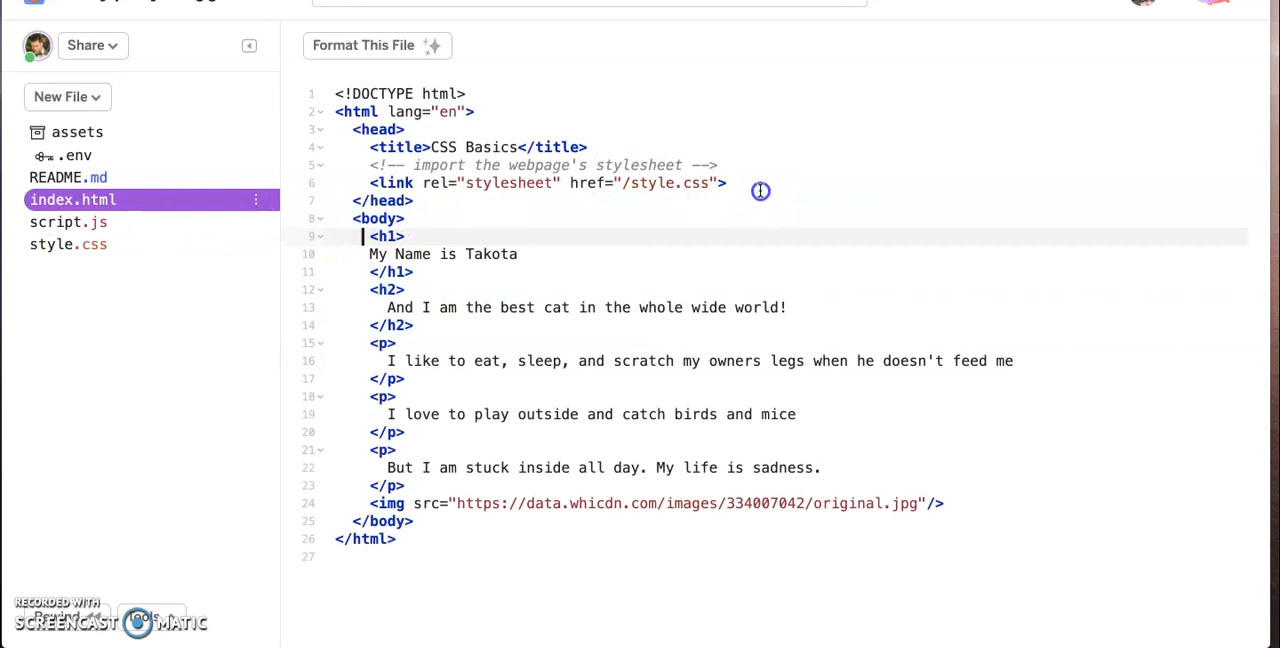 Share
Format This File
New File
assets
.env
README.md
index.html
script.js
style.css
1 <!DOCTYPE html>
2 <html lang="en">
3 <head>
4 <title>CSS Basics</title>
5 <!-- import the webpage's stylesheet -->
6 <link rel="stylesheet" href="/style.css">
7 </head>
8 <body>
9 <h1>
10 My Name is Takota
11 </h1>
12 <h2>
13 And I am the best cat in the whole wide world!
14 </h2>
15 <p>
16 I like to eat, sleep, and scratch my owners legs when he doesn't feed me
17 </p>
18 <p>
19 I love to play outside and catch birds and mice
20 </p>
21 <p>
22 But I am stuck inside all day. My life is sadness.
23 </p>
24 <img src="https://data.whicdn.com/images/334007042/original.jpg"/>
25 </body>
26 </html>
27
RECORDED WITH
Rewind Tools
SCREENCAST MATIC